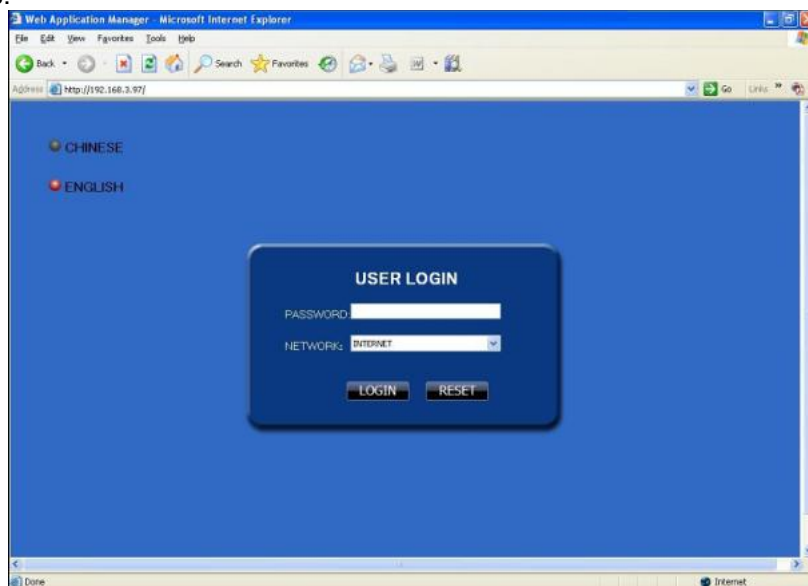 Web Application Manager - Microsoft Internet Explorer
File Edit View Favorites Tools Help
Back Search Favorites
Address http://192.168.3.97/ Go Links »
CHINESE
ENGLISH
USER LOGIN
PASSWORD:
NETWORK: INTERNET
LOGIN RESET
Done Internet